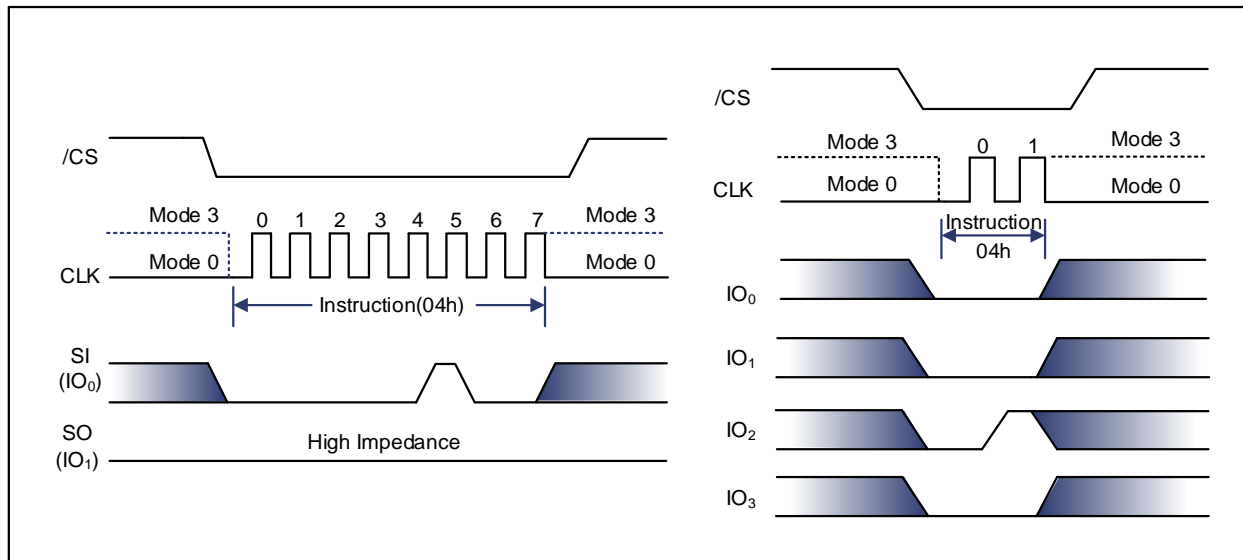 /CS
Mode 3
0 1 2 3 4 5 6 7
Mode 3
CLK
Mode 0
Mode 0
Instruction(04h)
SI
(IO₀)
SO
(IO₁)
High Impedance
/CS
Mode 3
0 1
Mode 3
CLK
Mode 0
Mode 0
Instruction
04h
IO₀
IO₁
IO₂
IO₃